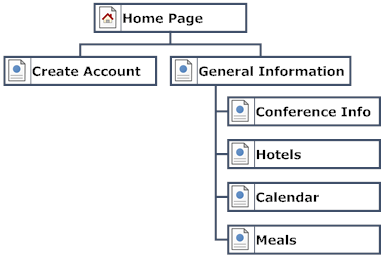 Home Page
Create Account
General Information
Conference Info
Hotels
Calendar
Meals